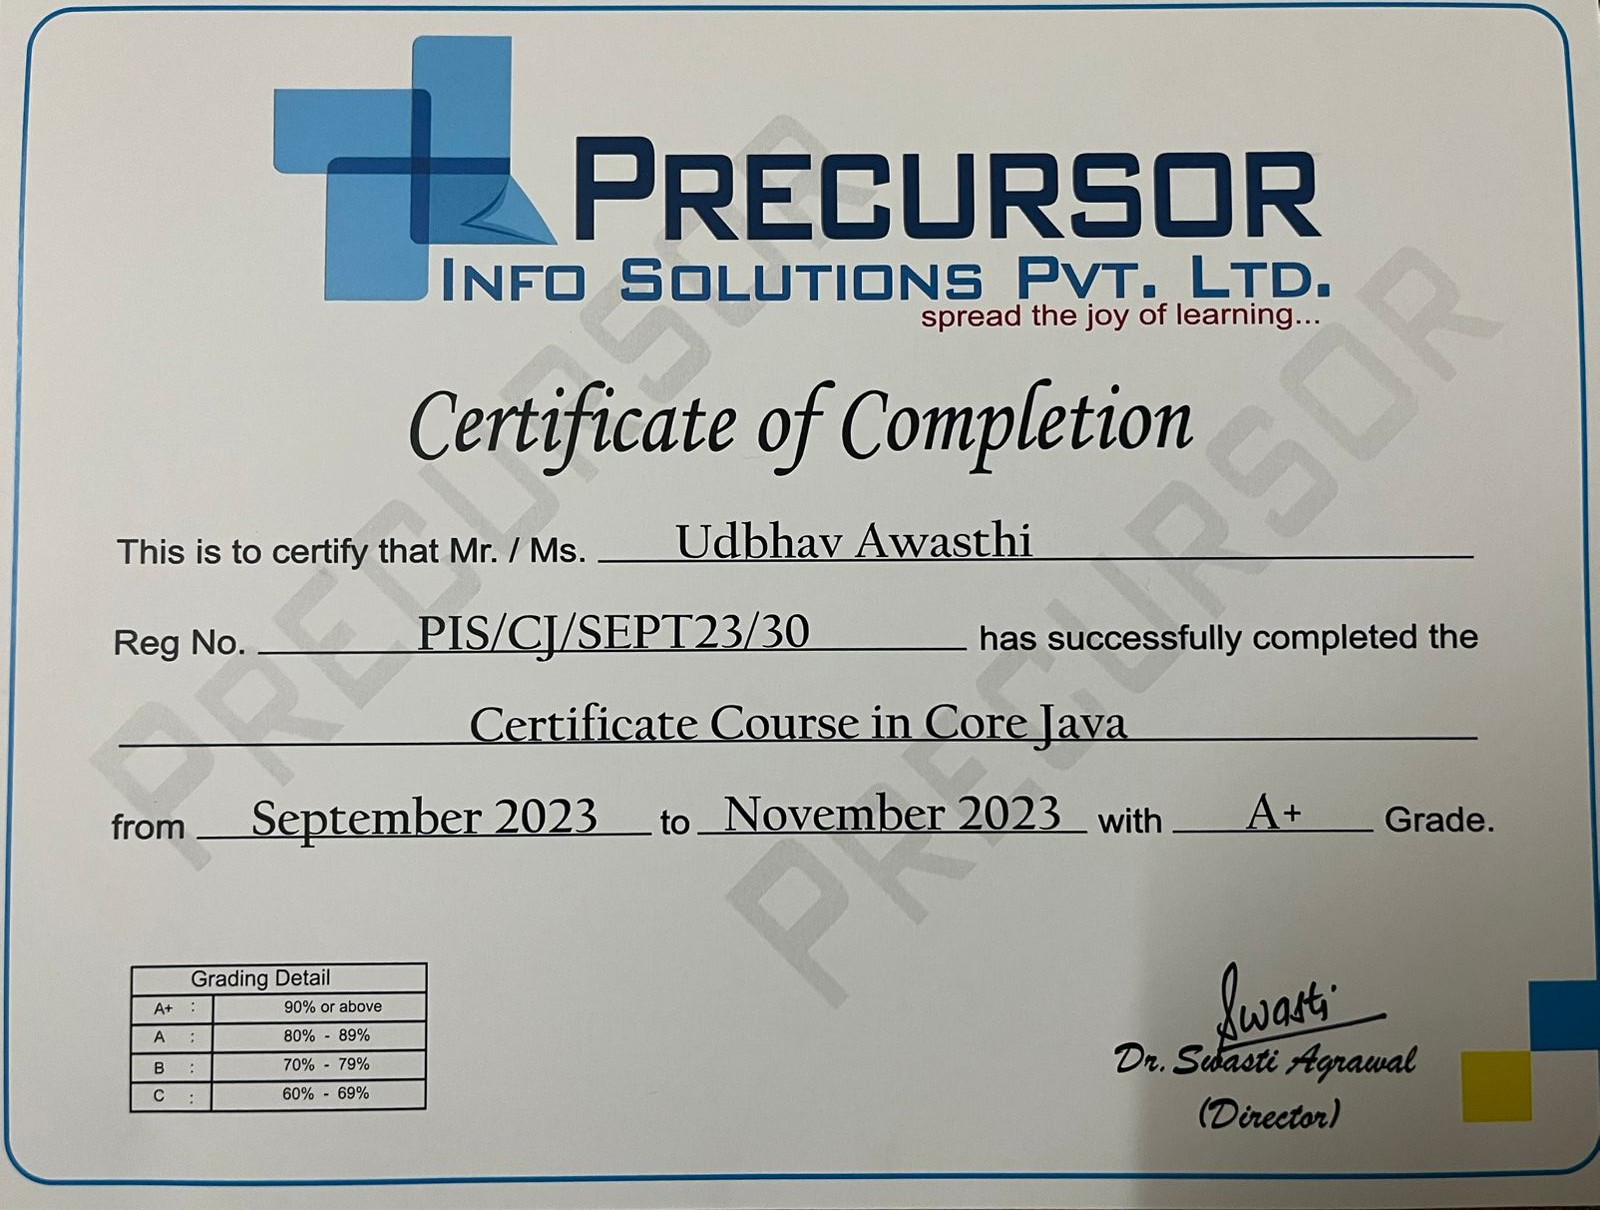 PRECURSOR
INFO SOLUTIONS PVT. LTD.
spread the joy of learning...
Certificate of Completion
This is to certify that Mr. / Ms. Udbhav Awasthi
Reg No. PIS/CJ/SEPT23/30 has successfully completed the
Certificate Course in Core Java
from September 2023 to November 2023 with A+ Grade.
Grading Detail
A+ : 90% or above
A : 80% - 89%
B : 70% - 79%
C : 60% - 69%
Swasti
Dr. Swasti Agrawal
(Director)
PRECURSOR
PRECURSOR